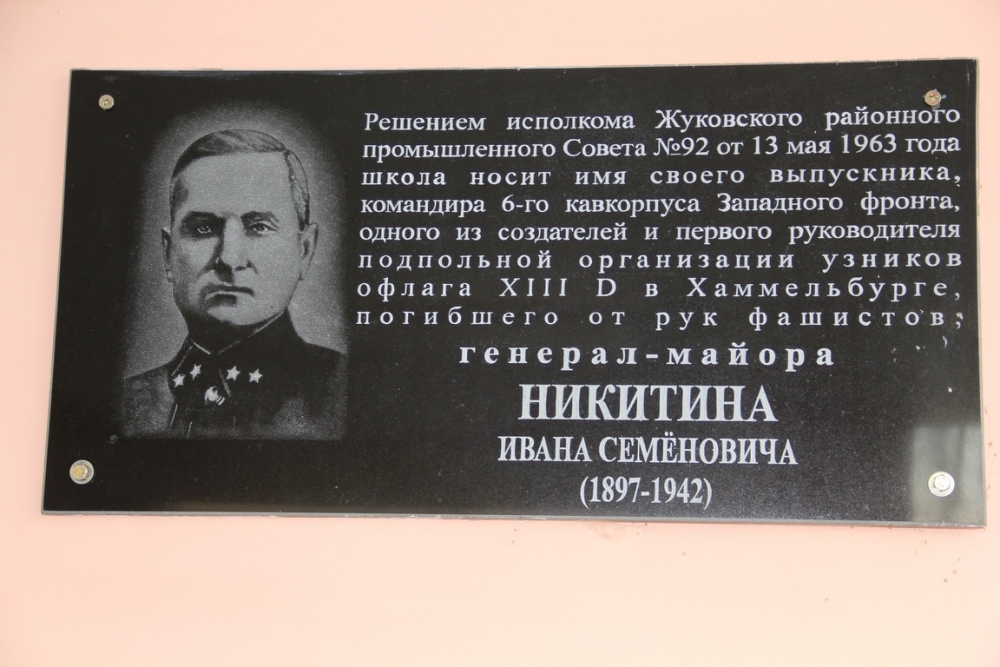 Решением исполкома Жуковского районного
промышленного Совета №92 от 13 мая 1963 года
школа носит имя своего выпускника,
командира 6-го кавкорпуса Западного фронта,
одного из создателей и первого руководителя
подпольной организации узников
офлага XIII D в Хаммельбурге,
погибшего от рук фашистов,
генерал-майора
НИКИТИНА
ИВАНА СЕМЁНОВИЧА
(1897-1942)